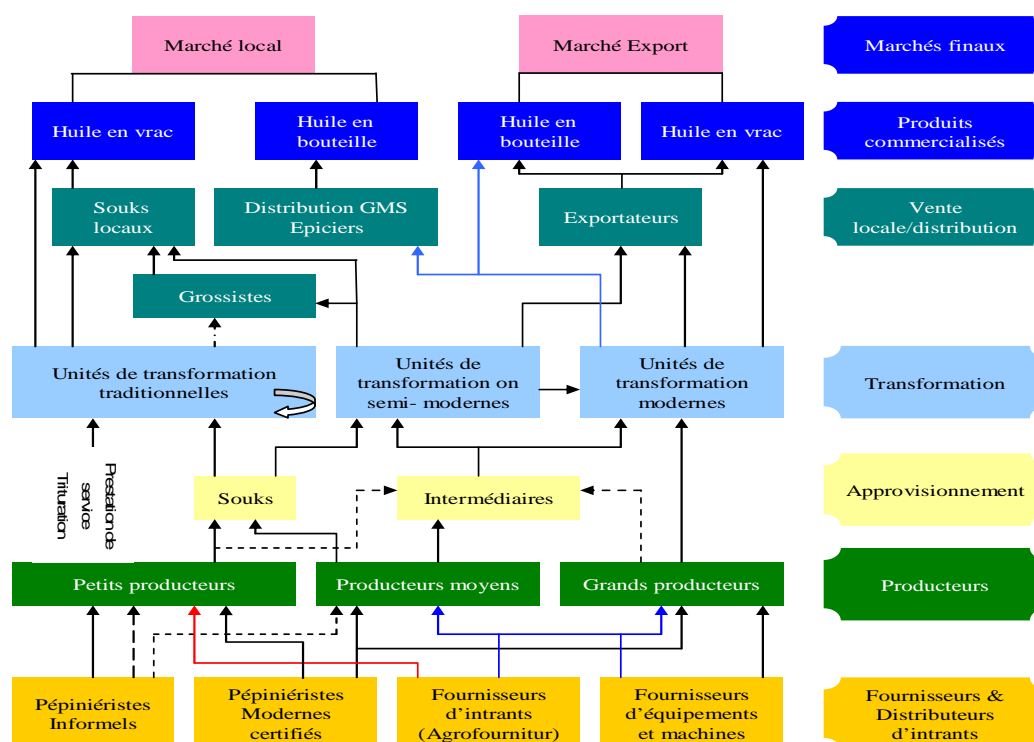 Marché local
Marché Export
Marchés finaux
Huile en vrac
Huile en
bouteille
Huile en
bouteille
Huile en vrac
Produits
commercialisés
Souks
locaux
Distribution GMS
Epiciers
Exportateurs
Vente
locale/distribution
Grossistes
Unités de transformation
traditionnelles
Unités de
transformation on
semi- modernes
Unités de
transformation
modernes
Transformation
Prestation de
service
Trituration
Souks
Intermédiaires
Approvisionnement
Petits producteurs
Producteurs moyens
Grands producteurs
Producteurs
Pépiniéristes
Informels
Pépiniéristes
Modernes
certifiés
Fournisseurs
d'intrants
(Agrofournitur)
Fournisseurs
d'équipements
et machines
Fournisseurs &
Distributeurs
d'intrants